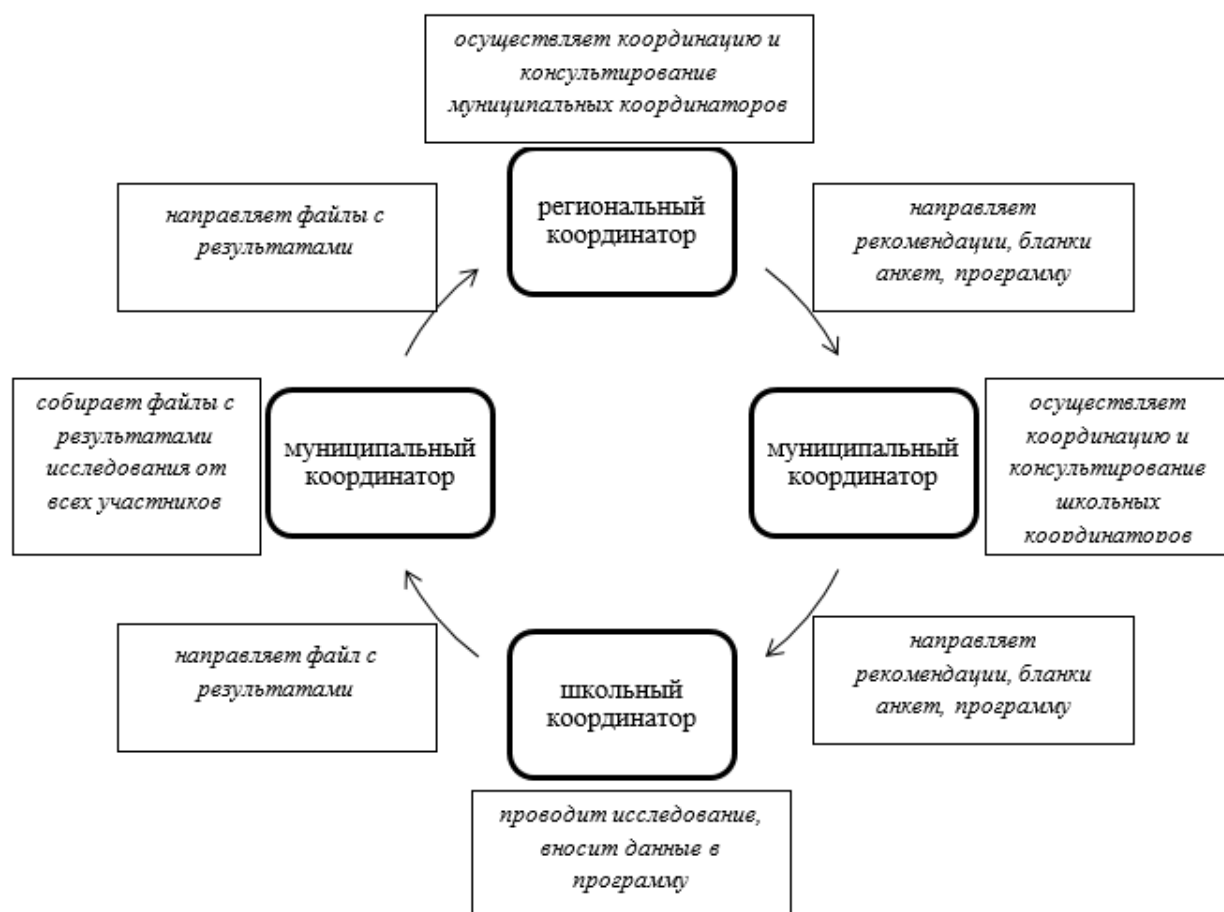 осуществляет координацию и
консультирование
муниципальных координаторов
региональный
координатор
направляет файлы с
результатами
направляет
рекомендации, бланки
анкет, программу
собирает файлы с
результатами
исследования от
всех участников
муниципальный
координатор
муниципальный
координатор
осуществляет
координацию и
консультирование
школьных
координаторов
направляет файл с
результатами
школьный
координатор
направляет
рекомендации, бланки
анкет, программу
проводит исследование,
вносит данные в
программу